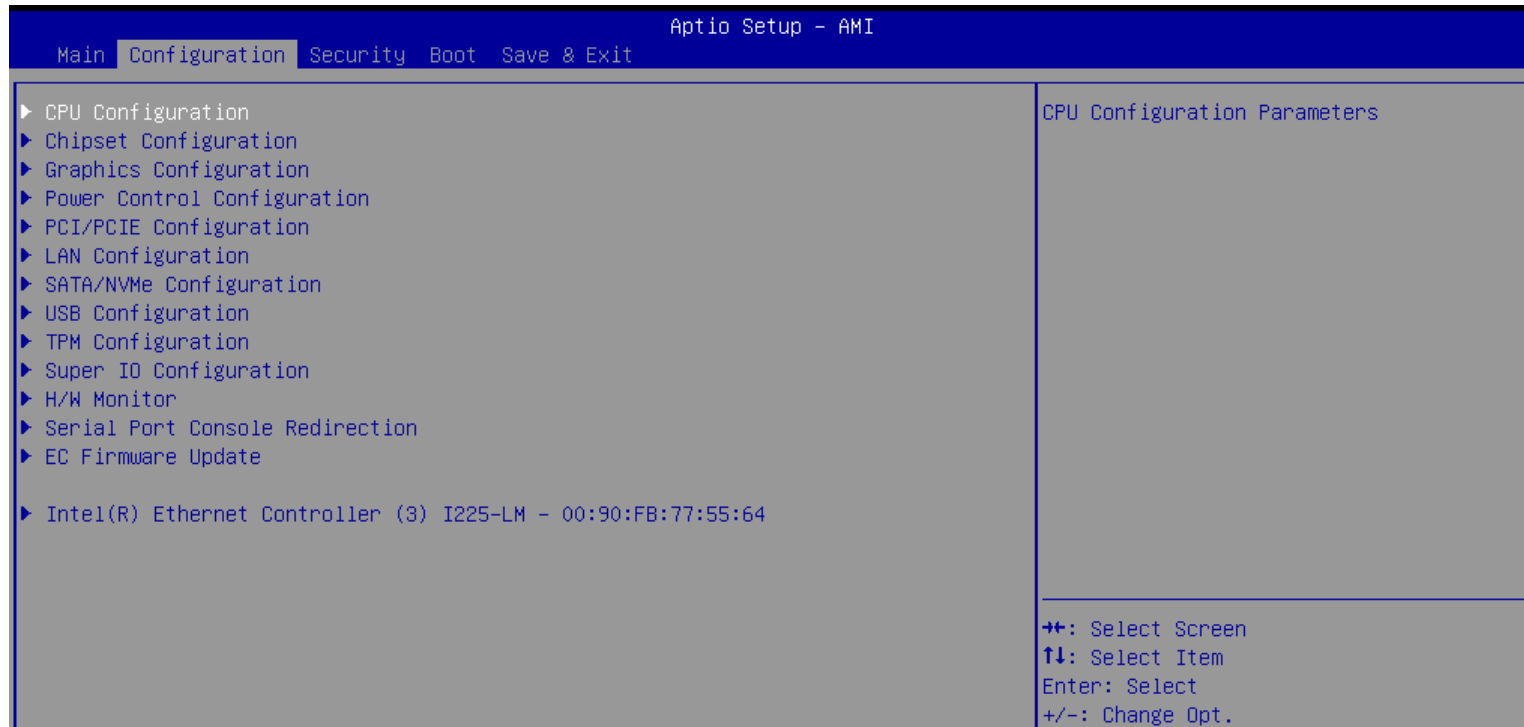 Aptio Setup – AMI
Main Configuration Security Boot Save & Exit
▶ CPU Configuration
▶ Chipset Configuration
▶ Graphics Configuration
▶ Power Control Configuration
▶ PCI/PCIE Configuration
▶ LAN Configuration
▶ SATA/NVMe Configuration
▶ USB Configuration
▶ TPM Configuration
▶ Super IO Configuration
▶ H/W Monitor
▶ Serial Port Console Redirection
▶ EC Firmware Update
▶ Intel(R) Ethernet Controller (3) I225-LM – 00:90:FB:77:55:64
CPU Configuration Parameters
→←: Select Screen
↑↓: Select Item
Enter: Select
+/-: Change Opt.